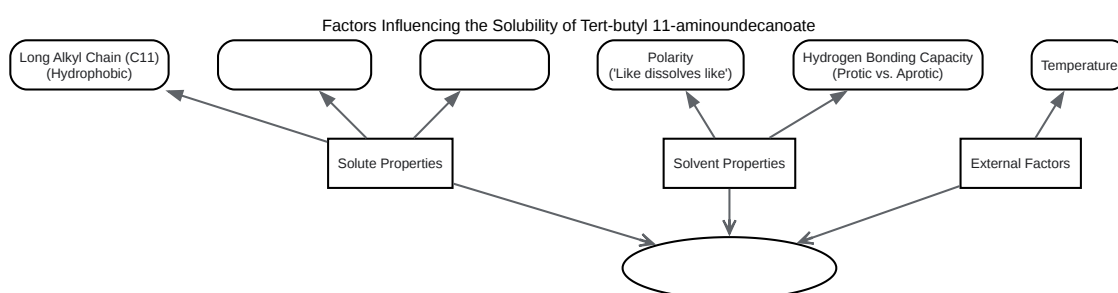 Factors Influencing the Solubility of Tert-butyl 11-aminoundecanoate
Long Alkyl Chain (C11)
(Hydrophobic)
Polarity
('Like dissolves like')
Hydrogen Bonding Capacity
(Protic vs. Aprotic)
Temperature
Solute Properties
Solvent Properties
External Factors